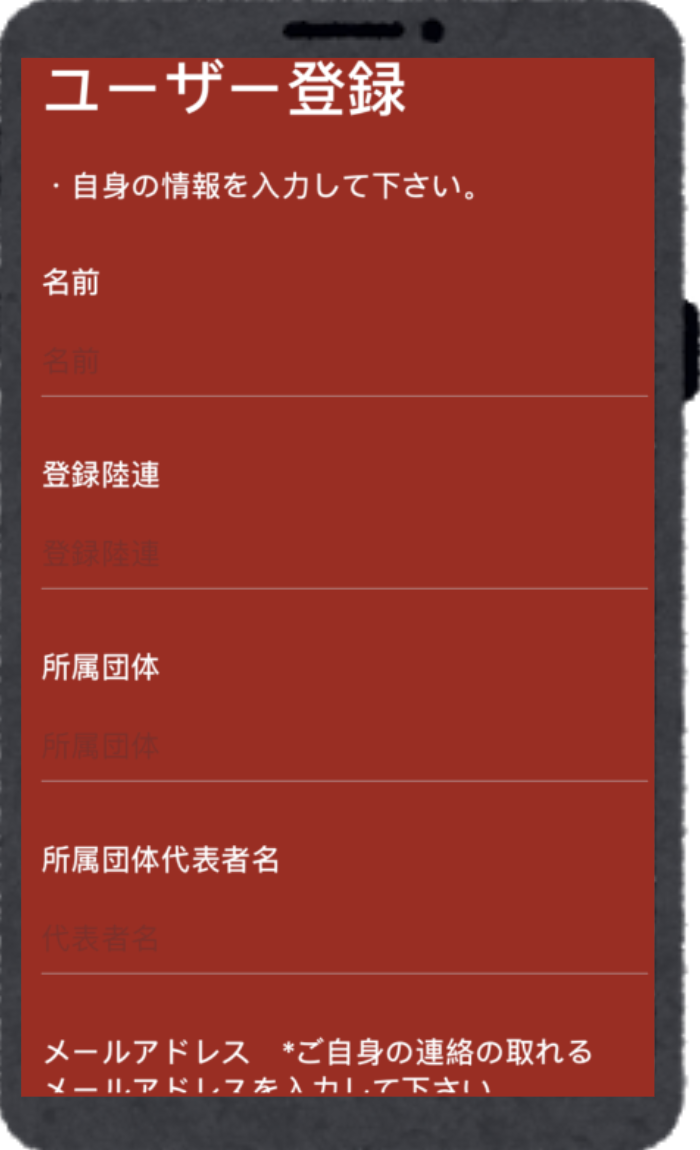 ユーザー登録
・自身の情報を入力して下さい。
名前
名前
登録陸連
登録陸連
所属団体
所属団体
所属団体代表者名
代表者名
メールアドレス　*ご自身の連絡の取れる
メールアドレスを入力して下さい